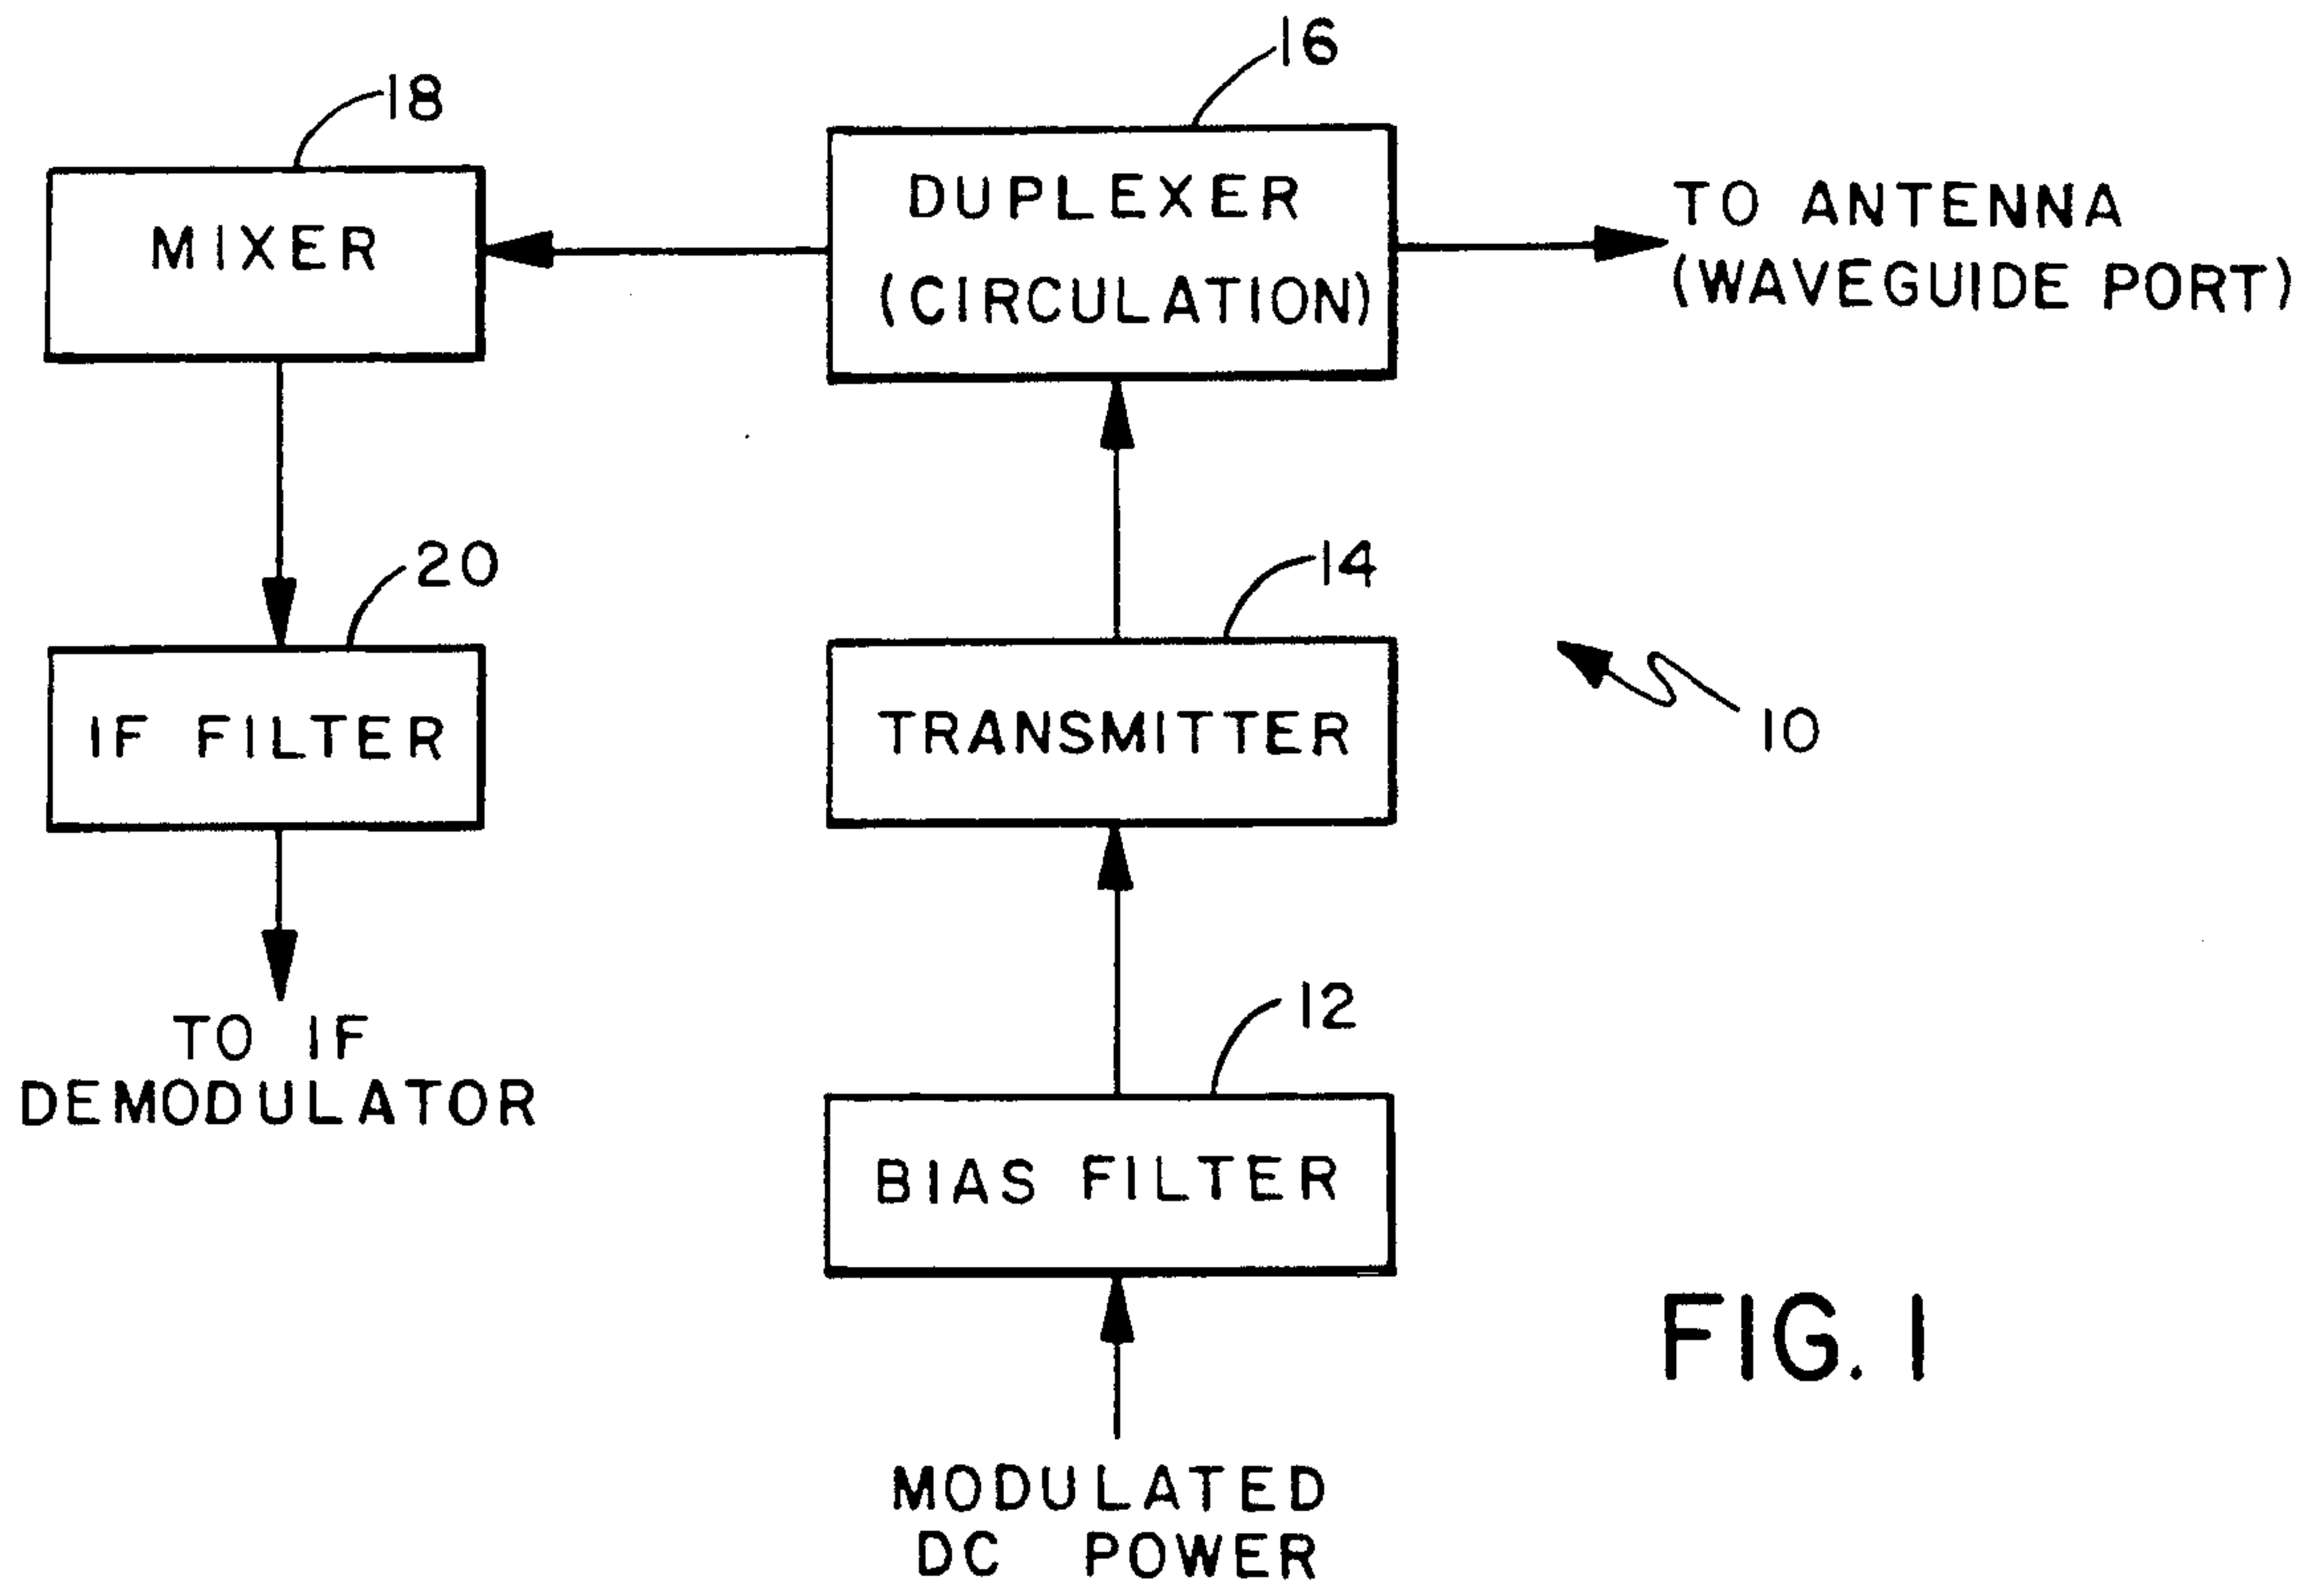 16
18
DUPLEXER
(CIRCULATION)
TO ANTENNA
(WAVEGUIDE PORT)
MIXER
20
14
IF FILTER
TRANSMITTER
10
12
TO IF
DEMODULATOR
BIAS FILTER
FIG. 1
MODULATED
DC POWER